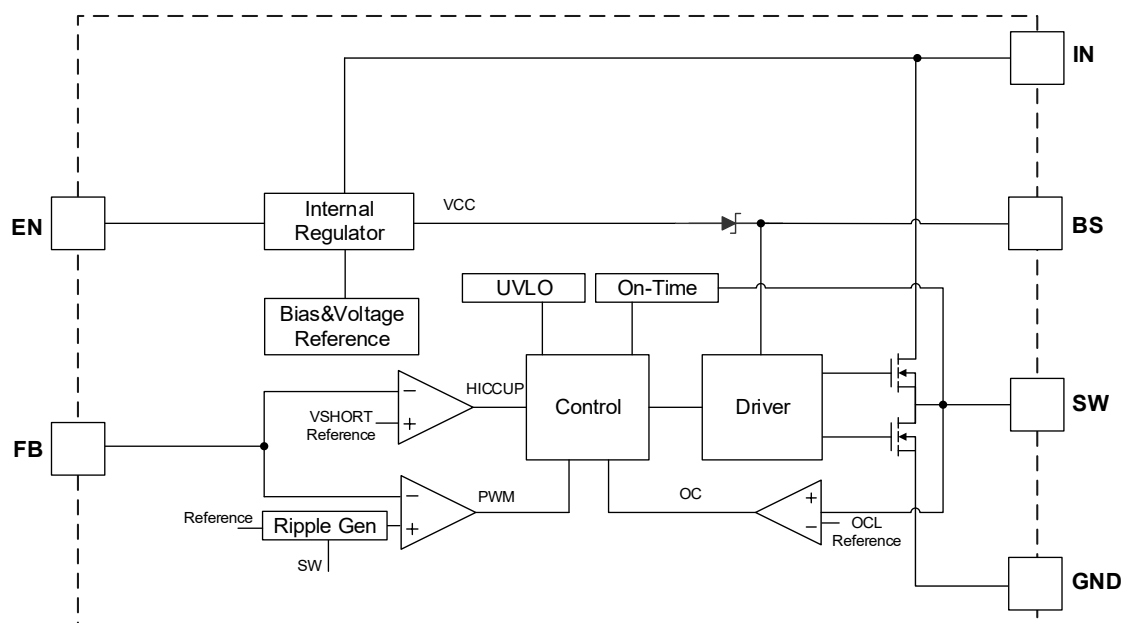 IN
EN
Internal
Regulator
VCC
BS
UVLO
On-Time
Bias&Voltage
Reference
HICCUP
VSHORT
Reference
Control
Driver
SW
FB
PWM
OC
Reference
Ripple Gen
SW
OCL
Reference
GND